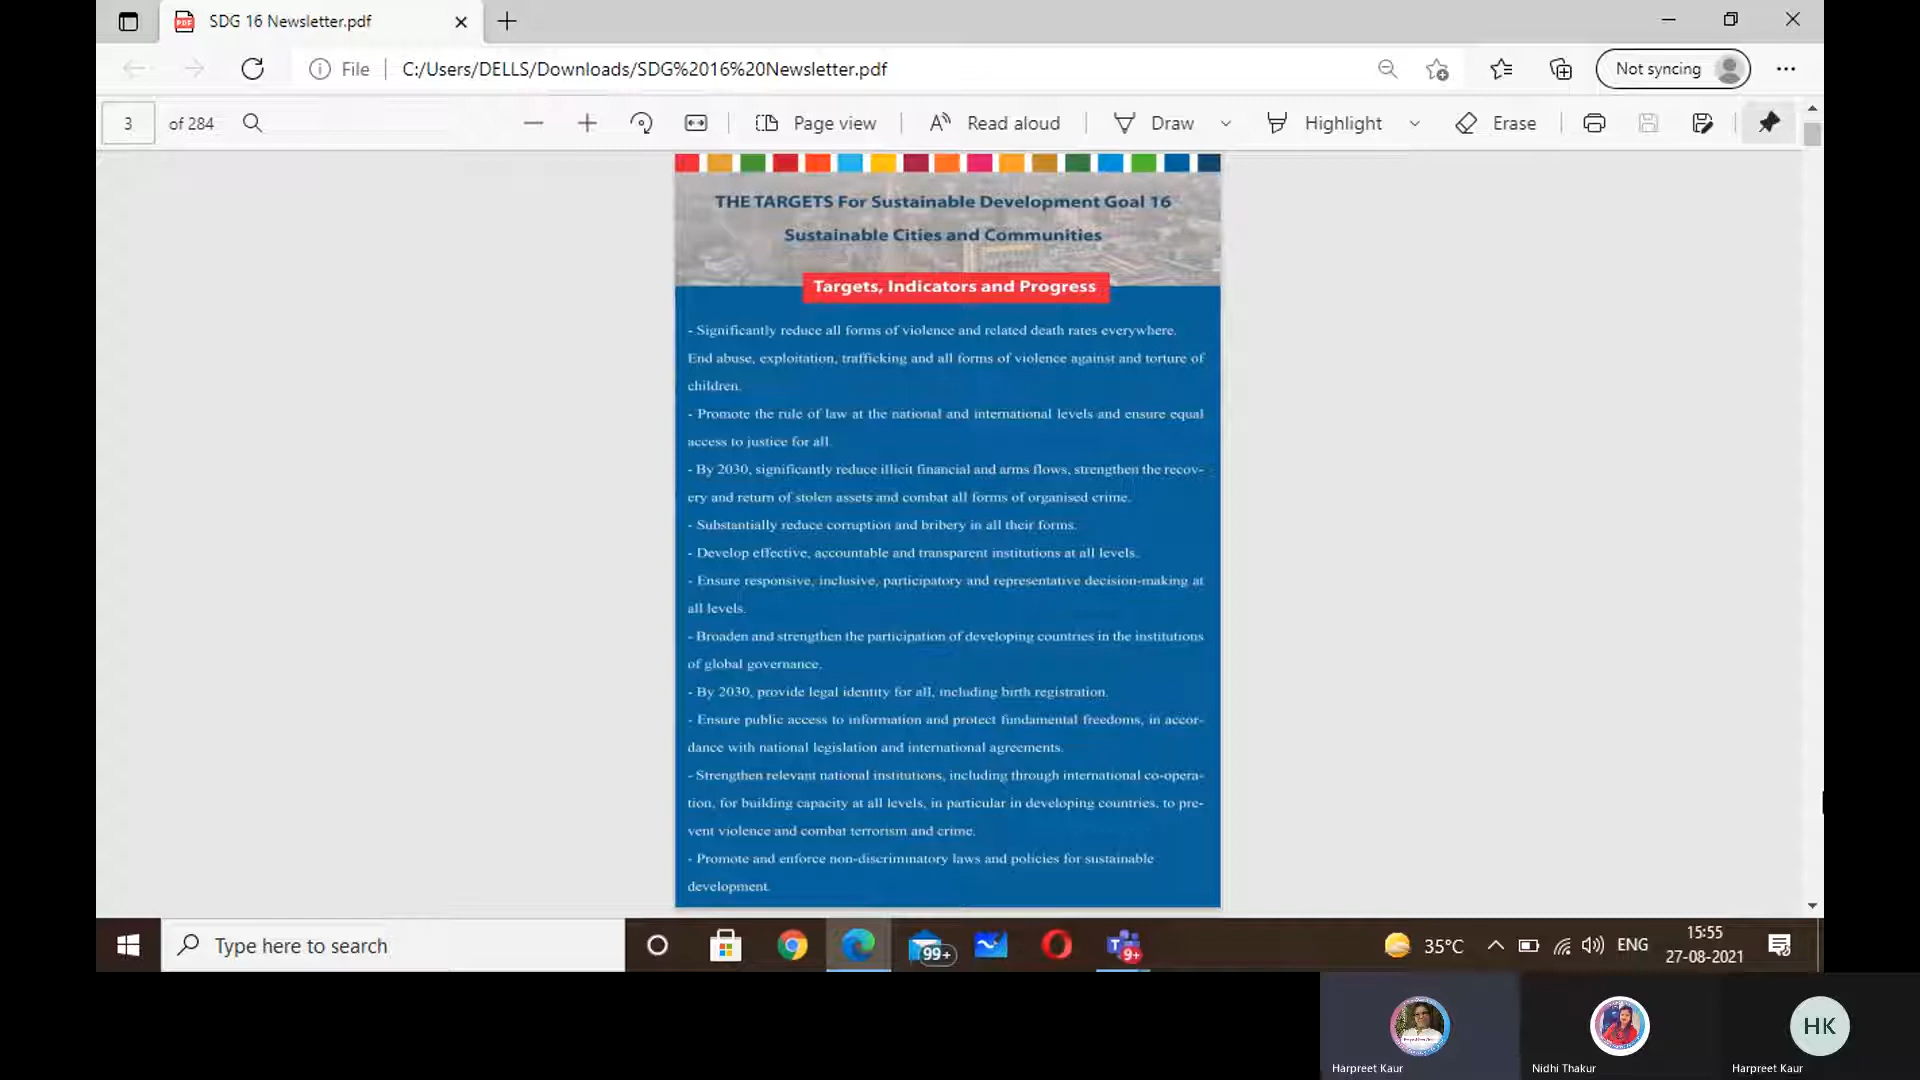 SDG 16 Newsletter.pdf
File
C:/Users/DELLS/Downloads/SDG%2016%20Newsletter.pdf
Not syncing
3 of 284
Page view
Read aloud
Draw
Highlight
Erase
THE TARGETS For Sustainable Development Goal 16
Sustainable Cities and Communities
Targets, Indicators and Progress
- Significantly reduce all forms of violence and related death rates everywhere.
End abuse, exploitation, trafficking and all forms of violence against and torture of
children.
- Promote the rule of law at the national and international levels and ensure equal
access to justice for all.
- By 2030, significantly reduce illicit financial and arms flows, strengthen the recov-
ery and return of stolen assets and combat all forms of organised crime.
- Substantially reduce corruption and bribery in all their forms.
- Develop effective, accountable and transparent institutions at all levels.
- Ensure responsive, inclusive, participatory and representative decision-making at
all levels.
- Broaden and strengthen the participation of developing countries in the institutions
of global governance.
- By 2030, provide legal identity for all, including birth registration.
- Ensure public access to information and protect fundamental freedoms, in accor-
dance with national legislation and international agreements.
- Strengthen relevant national institutions, including through international co-opera-
tion, for building capacity at all levels, in particular in developing countries, to pre-
vent violence and combat terrorism and crime.
- Promote and enforce non-discriminatory laws and policies for sustainable
development.
Type here to search
99+
9+
35°C
ENG
15:55
27-08-2021
HK
Harpreet Kaur
Nidhi Thakur
Harpreet Kaur